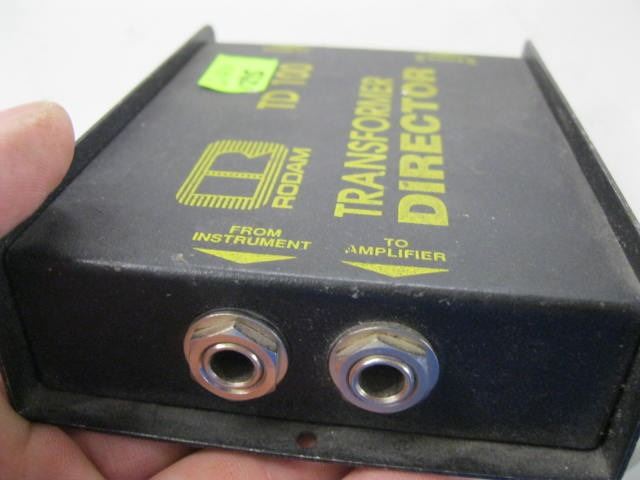 TD 100
RODAM
TRANSFORMER
DIRECTOR
FROM
INSTRUMENT
TO
AMPLIFIER